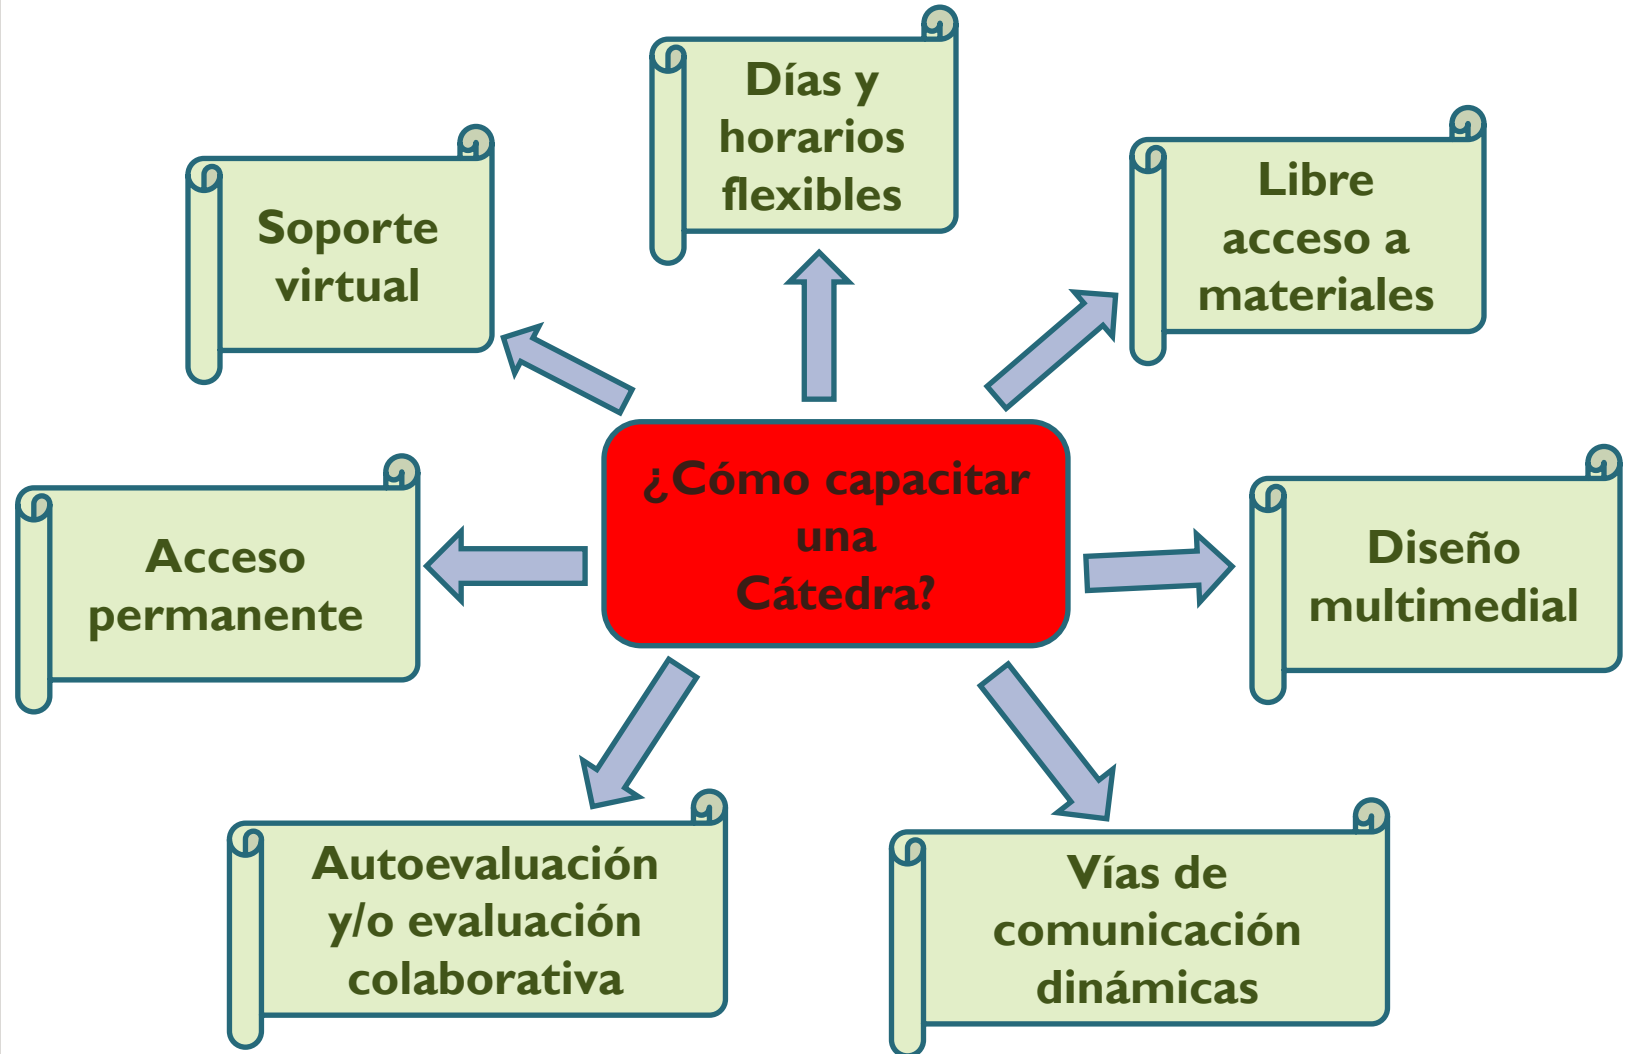 Días y
horarios
flexibles
Soporte
virtual
Libre
acceso a
materiales
¿Cómo capacitar
una
Cátedra?
Acceso
permanente
Diseño
multimedial
Autoevaluación
y/o evaluación
colaborativa
Vías de
comunicación
dinámicas